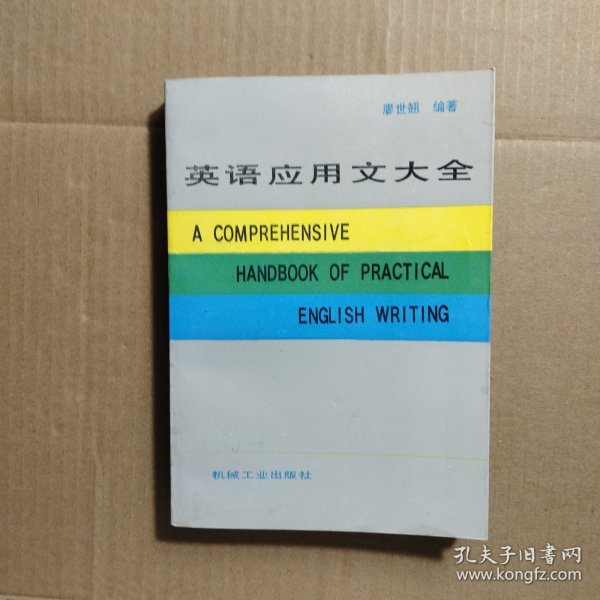 廖世翘 编著
英语应用文大全
A COMPREHENSIVE
HANDBOOK OF PRACTICAL
ENGLISH WRITING
机械工业出版社
孔夫子旧书网
www.kongfz.com